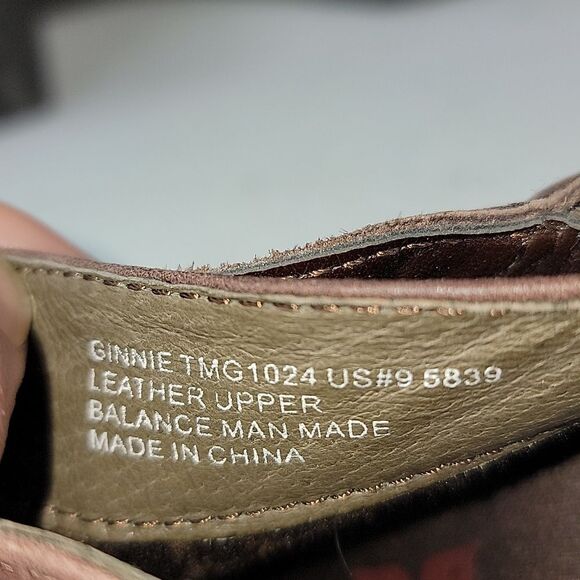 GINNIE TMG1024 US#9 5839
LEATHER UPPER
BALANCE MAN MADE
MADE IN CHINA